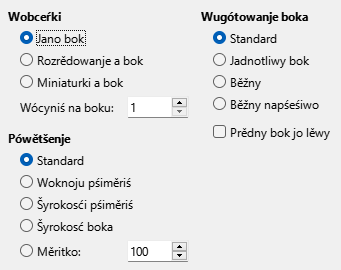 Wobceŕki
Jano bok
Rozrědowanje a bok
Miniaturki a bok
Wócyniś na boku: 1
Pówětšenje
Standard
Woknoju pśiměriś
Šyrokosći pśiměriś
Šyrokosć boka
Měritko: 100
Wugótowanje boka
Standard
Jadnotliwy bok
Běžny
Běžny napśeśiwo
Prědny bok jo lěwy